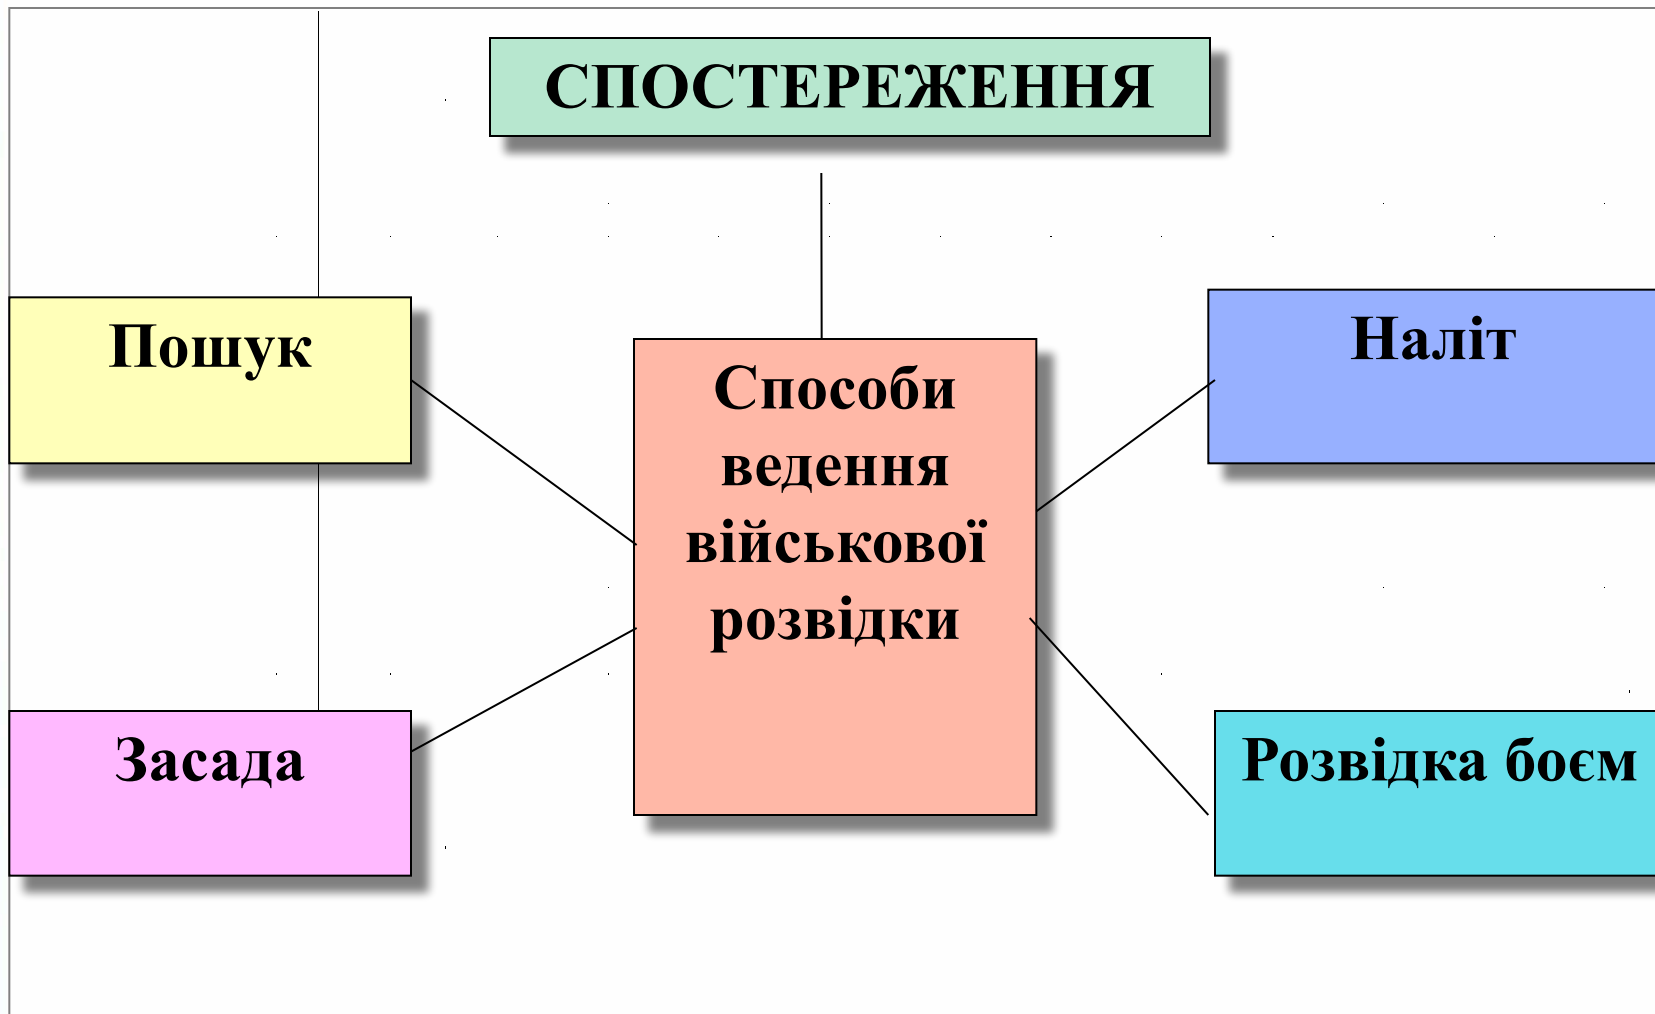 СПОСТЕРЕЖЕННЯ
Пошук
Наліт
Способи
ведення
військової
розвідки
Засада
Розвідка боєм